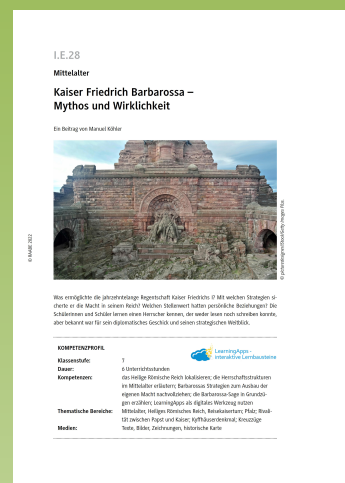 I.E.28
Mittelalter
Kaiser Friedrich Barbarossa –
Mythos und Wirklichkeit
Ein Beitrag von Manuel Köhler
© RAABE 2022
© picturedesigner/iStock/Getty Images Plus
Was ermöglichte die jahrzehntelange Regentschaft Kaiser Friedrichs I? Mit welchen Strategien si-
cherte er die Macht in seinem Reich? Welchen Stellenwert hatten persönliche Beziehungen? Die
Schülerinnen und Schüler lernen einen Herrscher kennen, der weder lesen noch schreiben konnte,
aber bekannt war für sein diplomatisches Geschick und seinen strategischen Weitblick.
KOMPETENZPROFIL
LearningApps -
interaktive Lernbausteine
Klassenstufe: 7
Dauer: 6 Unterrichtsstunden
Kompetenzen: das Heilige Römische Reich lokalisieren; die Herrschaftsstrukturen
im Mittelalter erläutern; Barbarossas Strategien zum Ausbau der
eigenen Macht nachvollziehen; die Barbarossa-Sage in Grundzü-
gen erzählen; LearningApps als digitales Werkzeug nutzen
Thematische Bereiche: Mittelalter, Heiliges Römisches Reich, Reisekaisertum; Pfalz; Rivali-
tät zwischen Papst und Kaiser; Kyffhäuserdenkmal; Kreuzzüge
Medien: Texte, Bilder, Zeichnungen, historische Karte